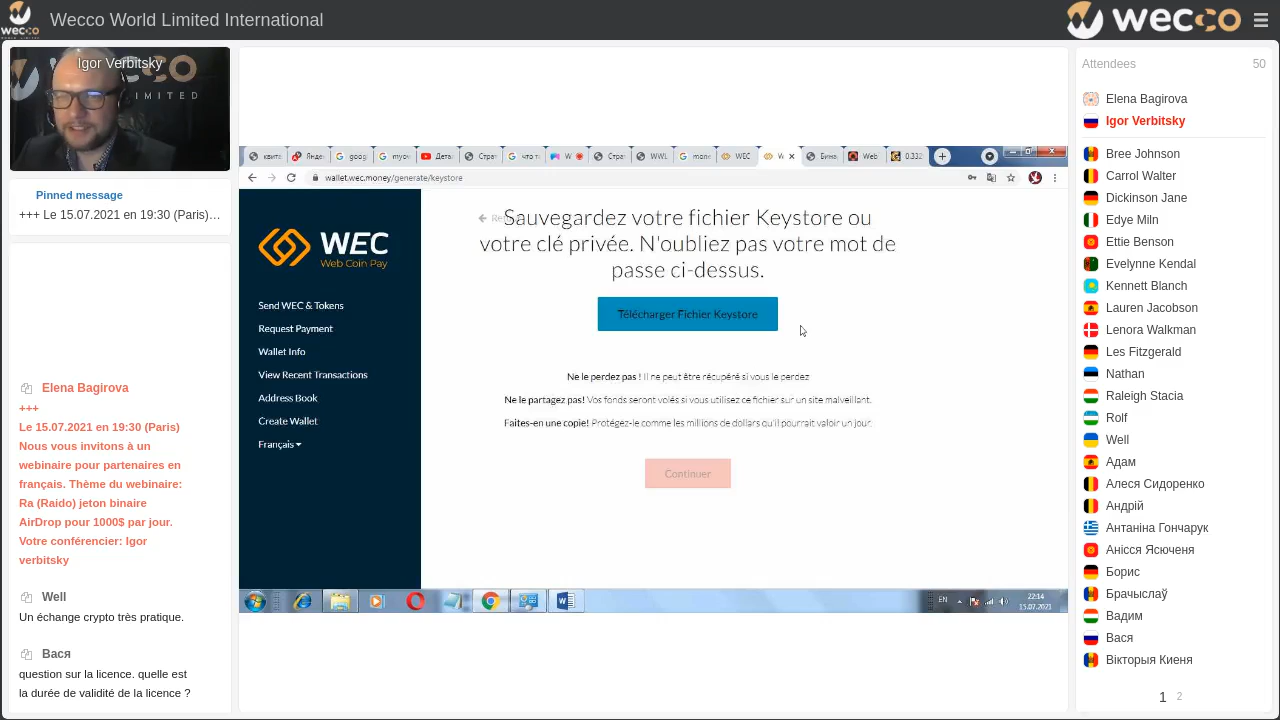 Wecco World Limited International
wecco
wecco
Igor Verbitsky
Pinned message
+++ Le 15.07.2021 en 19:30 (Paris)…
Elena Bagirova
+++
Le 15.07.2021 en 19:30 (Paris)
Nous vous invitons à un
webinaire pour partenaires en
français. Thème du webinaire:
Ra (Raido) jeton binaire
AirDrop pour 1000$ par jour.
Votre conférencier: Igor
verbitsky
Well
Un échange crypto très pratique.
Вася
question sur la licence. quelle est
la durée de validité de la licence ?
wallet.wec.money/generate/keystore
WEC
Web Coin Pay
Send WEC & Tokens
Request Payment
Wallet Info
View Recent Transactions
Address Book
Create Wallet
Français
Sauvegardez votre fichier Keystore ou
votre clé privée. N'oubliez pas votre mot de
passe ci-dessus.
Télécharger Fichier Keystore
Ne le perdez pas ! Il ne peut être récupéré si vous le perdez
Ne le partagez pas! Vos fonds seront volés si vous utilisez ce fichier sur un site malveillant.
Faites-en une copie! Protégez-le comme les millions de dollars qu'il pourrait valoir un jour.
Continuer
EN
22:14
15.07.2021
Attendees 50
Elena Bagirova
Igor Verbitsky
Bree Johnson
Carrol Walter
Dickinson Jane
Edye Miln
Ettie Benson
Evelynne Kendal
Kennett Blanch
Lauren Jacobson
Lenora Walkman
Les Fitzgerald
Nathan
Raleigh Stacia
Rolf
Well
Адам
Алеся Сидоренко
Андрій
Антаніна Гончарук
Анісся Ясюченя
Борис
Брачыслаў
Вадим
Вася
Вікторыя Киеня
1 2